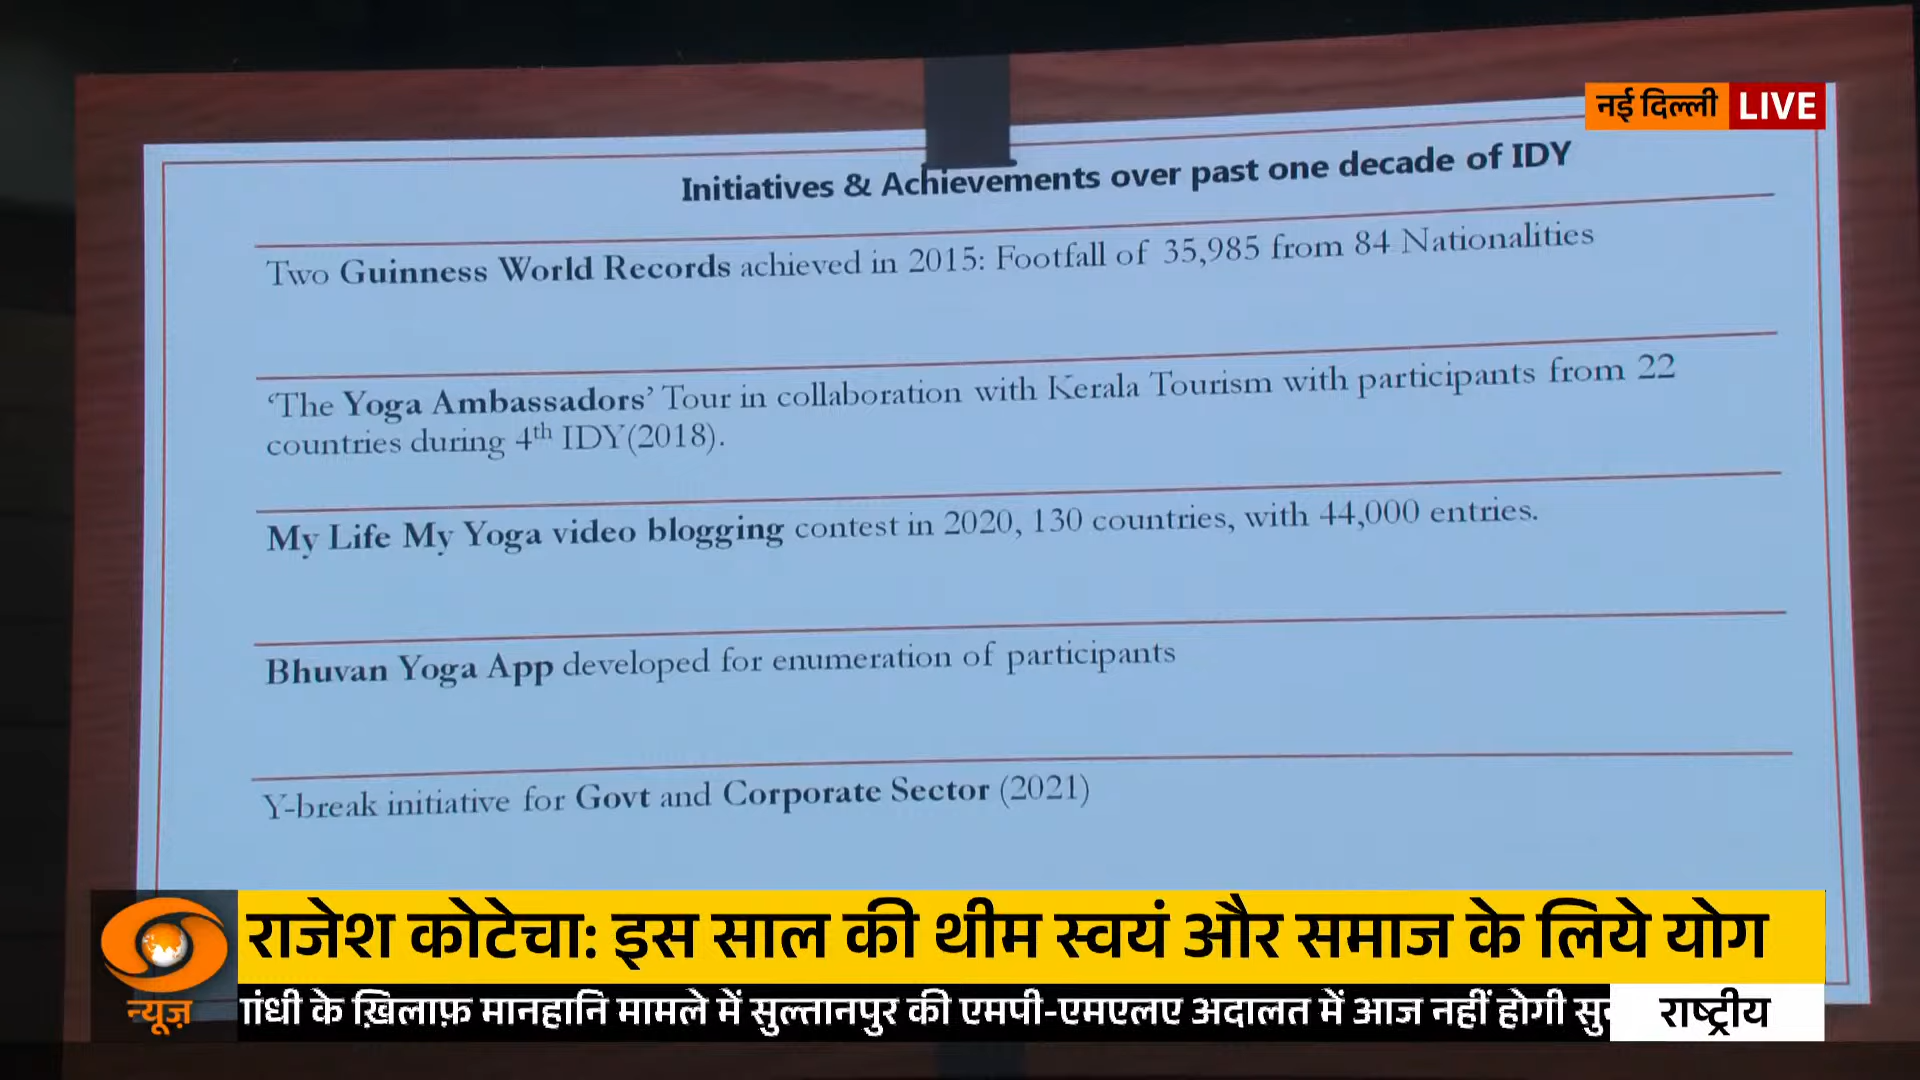 नई दिल्ली LIVE
Initiatives & Achievements over past one decade of IDY
Two Guinness World Records achieved in 2015: Footfall of 35,985 from 84 Nationalities
‘The Yoga Ambassadors’ Tour in collaboration with Kerala Tourism with participants from 22
countries during 4th IDY(2018).
My Life My Yoga video blogging contest in 2020, 130 countries, with 44,000 entries.
Bhuvan Yoga App developed for enumeration of participants
Y-break initiative for Govt and Corporate Sector (2021)
राजेश कोटेचा: इस साल की थीम स्वयं और समाज के लिये योग
न्यूज़
गांधी के ख़िलाफ़ मानहानि मामले में सुल्तानपुर की एमपी-एमएलए अदालत में आज नहीं होगी
राष्ट्रीय